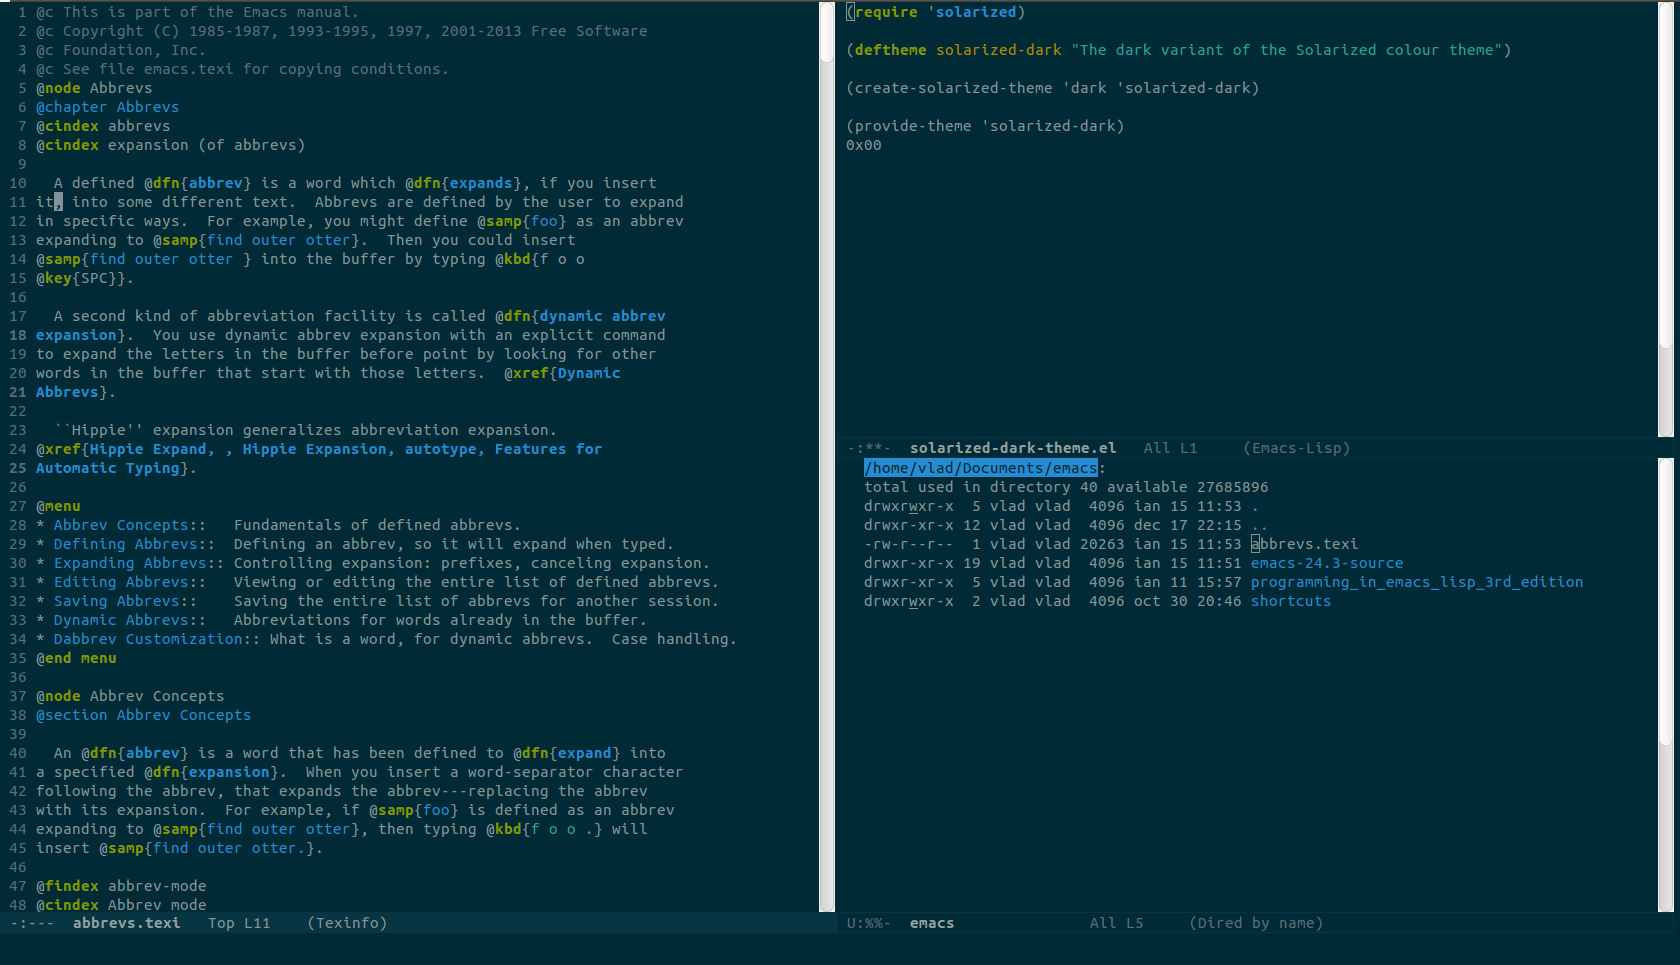 1 @c This is part of the Emacs manual.
2 @c Copyright (C) 1985-1987, 1993-1995, 1997, 2001-2013 Free Software
3 @c Foundation, Inc.
4 @c See file emacs.texi for copying conditions.
5 @node Abbrevs
6 @chapter Abbrevs
7 @cindex abbrevs
8 @cindex expansion (of abbrevs)
9
10   A defined @dfn{abbrev} is a word which @dfn{expands}, if you insert
11 it, into some different text.  Abbrevs are defined by the user to expand
12 in specific ways.  For example, you might define @samp{foo} as an abbrev
13 expanding to @samp{find outer otter}.  Then you could insert
14 @samp{find outer otter } into the buffer by typing @kbd{f o o
15 @key{SPC}}.
16
17   A second kind of abbreviation facility is called @dfn{dynamic abbrev
18 expansion}.  You use dynamic abbrev expansion with an explicit command
19 to expand the letters in the buffer before point by looking for other
20 words in the buffer that start with those letters.  @xref{Dynamic
21 Abbrevs}.
22
23   ``Hippie'' expansion generalizes abbreviation expansion.
24 @xref{Hippie Expand, , Hippie Expansion, autotype, Features for
25 Automatic Typing}.
26
27 @menu
28 * Abbrev Concepts::   Fundamentals of defined abbrevs.
29 * Defining Abbrevs::  Defining an abbrev, so it will expand when typed.
30 * Expanding Abbrevs:: Controlling expansion: prefixes, canceling expansion.
31 * Editing Abbrevs::   Viewing or editing the entire list of defined abbrevs.
32 * Saving Abbrevs::    Saving the entire list of abbrevs for another session.
33 * Dynamic Abbrevs::   Abbreviations for words already in the buffer.
34 * Dabbrev Customization:: What is a word, for dynamic abbrevs.  Case handling.
35 @end menu
36
37 @node Abbrev Concepts
38 @section Abbrev Concepts
39
40   An @dfn{abbrev} is a word that has been defined to @dfn{expand} into
41 a specified @dfn{expansion}.  When you insert a word-separator character
42 following the abbrev, that expands the abbrev---replacing the abbrev
43 with its expansion.  For example, if @samp{foo} is defined as an abbrev
44 expanding to @samp{find outer otter}, then typing @kbd{f o o .} will
45 insert @samp{find outer otter.}.
46
47 @findex abbrev-mode
48 @cindex Abbrev mode
-:---  abbrevs.texi   Top L11    (Texinfo)
(require 'solarized)
(deftheme solarized-dark "The dark variant of the Solarized colour theme")
(create-solarized-theme 'dark 'solarized-dark)
(provide-theme 'solarized-dark)
0x00
-:**-  solarized-dark-theme.el   All L1     (Emacs-Lisp)
/home/vlad/Documents/emacs:
total used in directory 40 available 27685896
drwxrwxr-x  5 vlad vlad  4096 ian 15 11:53 .
drwxr-xr-x 12 vlad vlad  4096 dec 17 22:15 ..
-rw-r--r--  1 vlad vlad 20263 ian 15 11:53 abbrevs.texi
drwxr-xr-x 19 vlad vlad  4096 ian 15 11:51 emacs-24.3-source
drwxr-xr-x  5 vlad vlad  4096 ian 11 15:57 programming_in_emacs_lisp_3rd_edition
drwxrwxr-x  2 vlad vlad  4096 oct 30 20:46 shortcuts
U:%%-  emacs               All L5     (Dired by name)